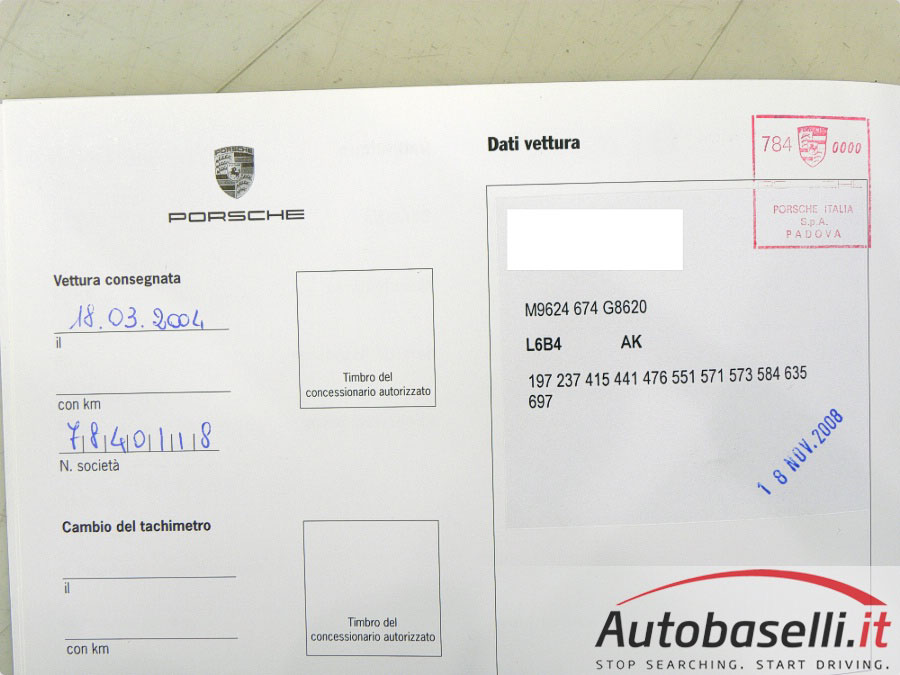 PORSCHE
PORSCHE
Vettura consegnata
18.03.2004
il
con km
7840118
N. società
Timbro del
concessionario autorizzato
Cambio del tachimetro
il
con km
Timbro del
concessionario autorizzato
Dati vettura
784 0000
PORSCHE ITALIA
S.p.A.
PADOVA
M9624 674 G8620
L6B4 AK
197 237 415 441 476 551 571 573 584 635
697
18 NOV. 2008
Autobaselli.it
STOP SEARCHING. START DRIVING.